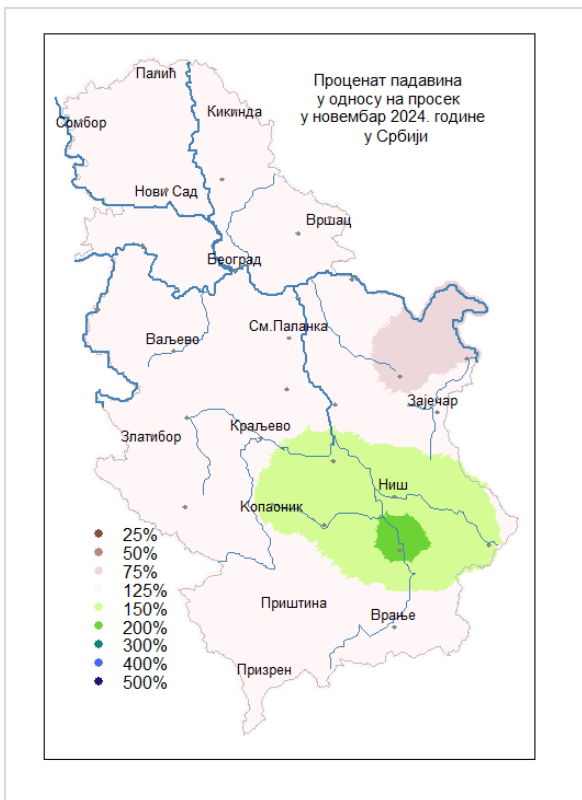 Палић
Проценат падавина
у односу на просек
у новембар 2024. године
у Србији
Кикинда
Сомбор
Нови Сад
Вршац
Београд
См.Паланка
Ваљево
Зајечар
Краљево
Златибор
Ниш
Копаоник
25%
50%
75%
125%
150%
200%
300%
400%
500%
Приштина
Врање
Призрен